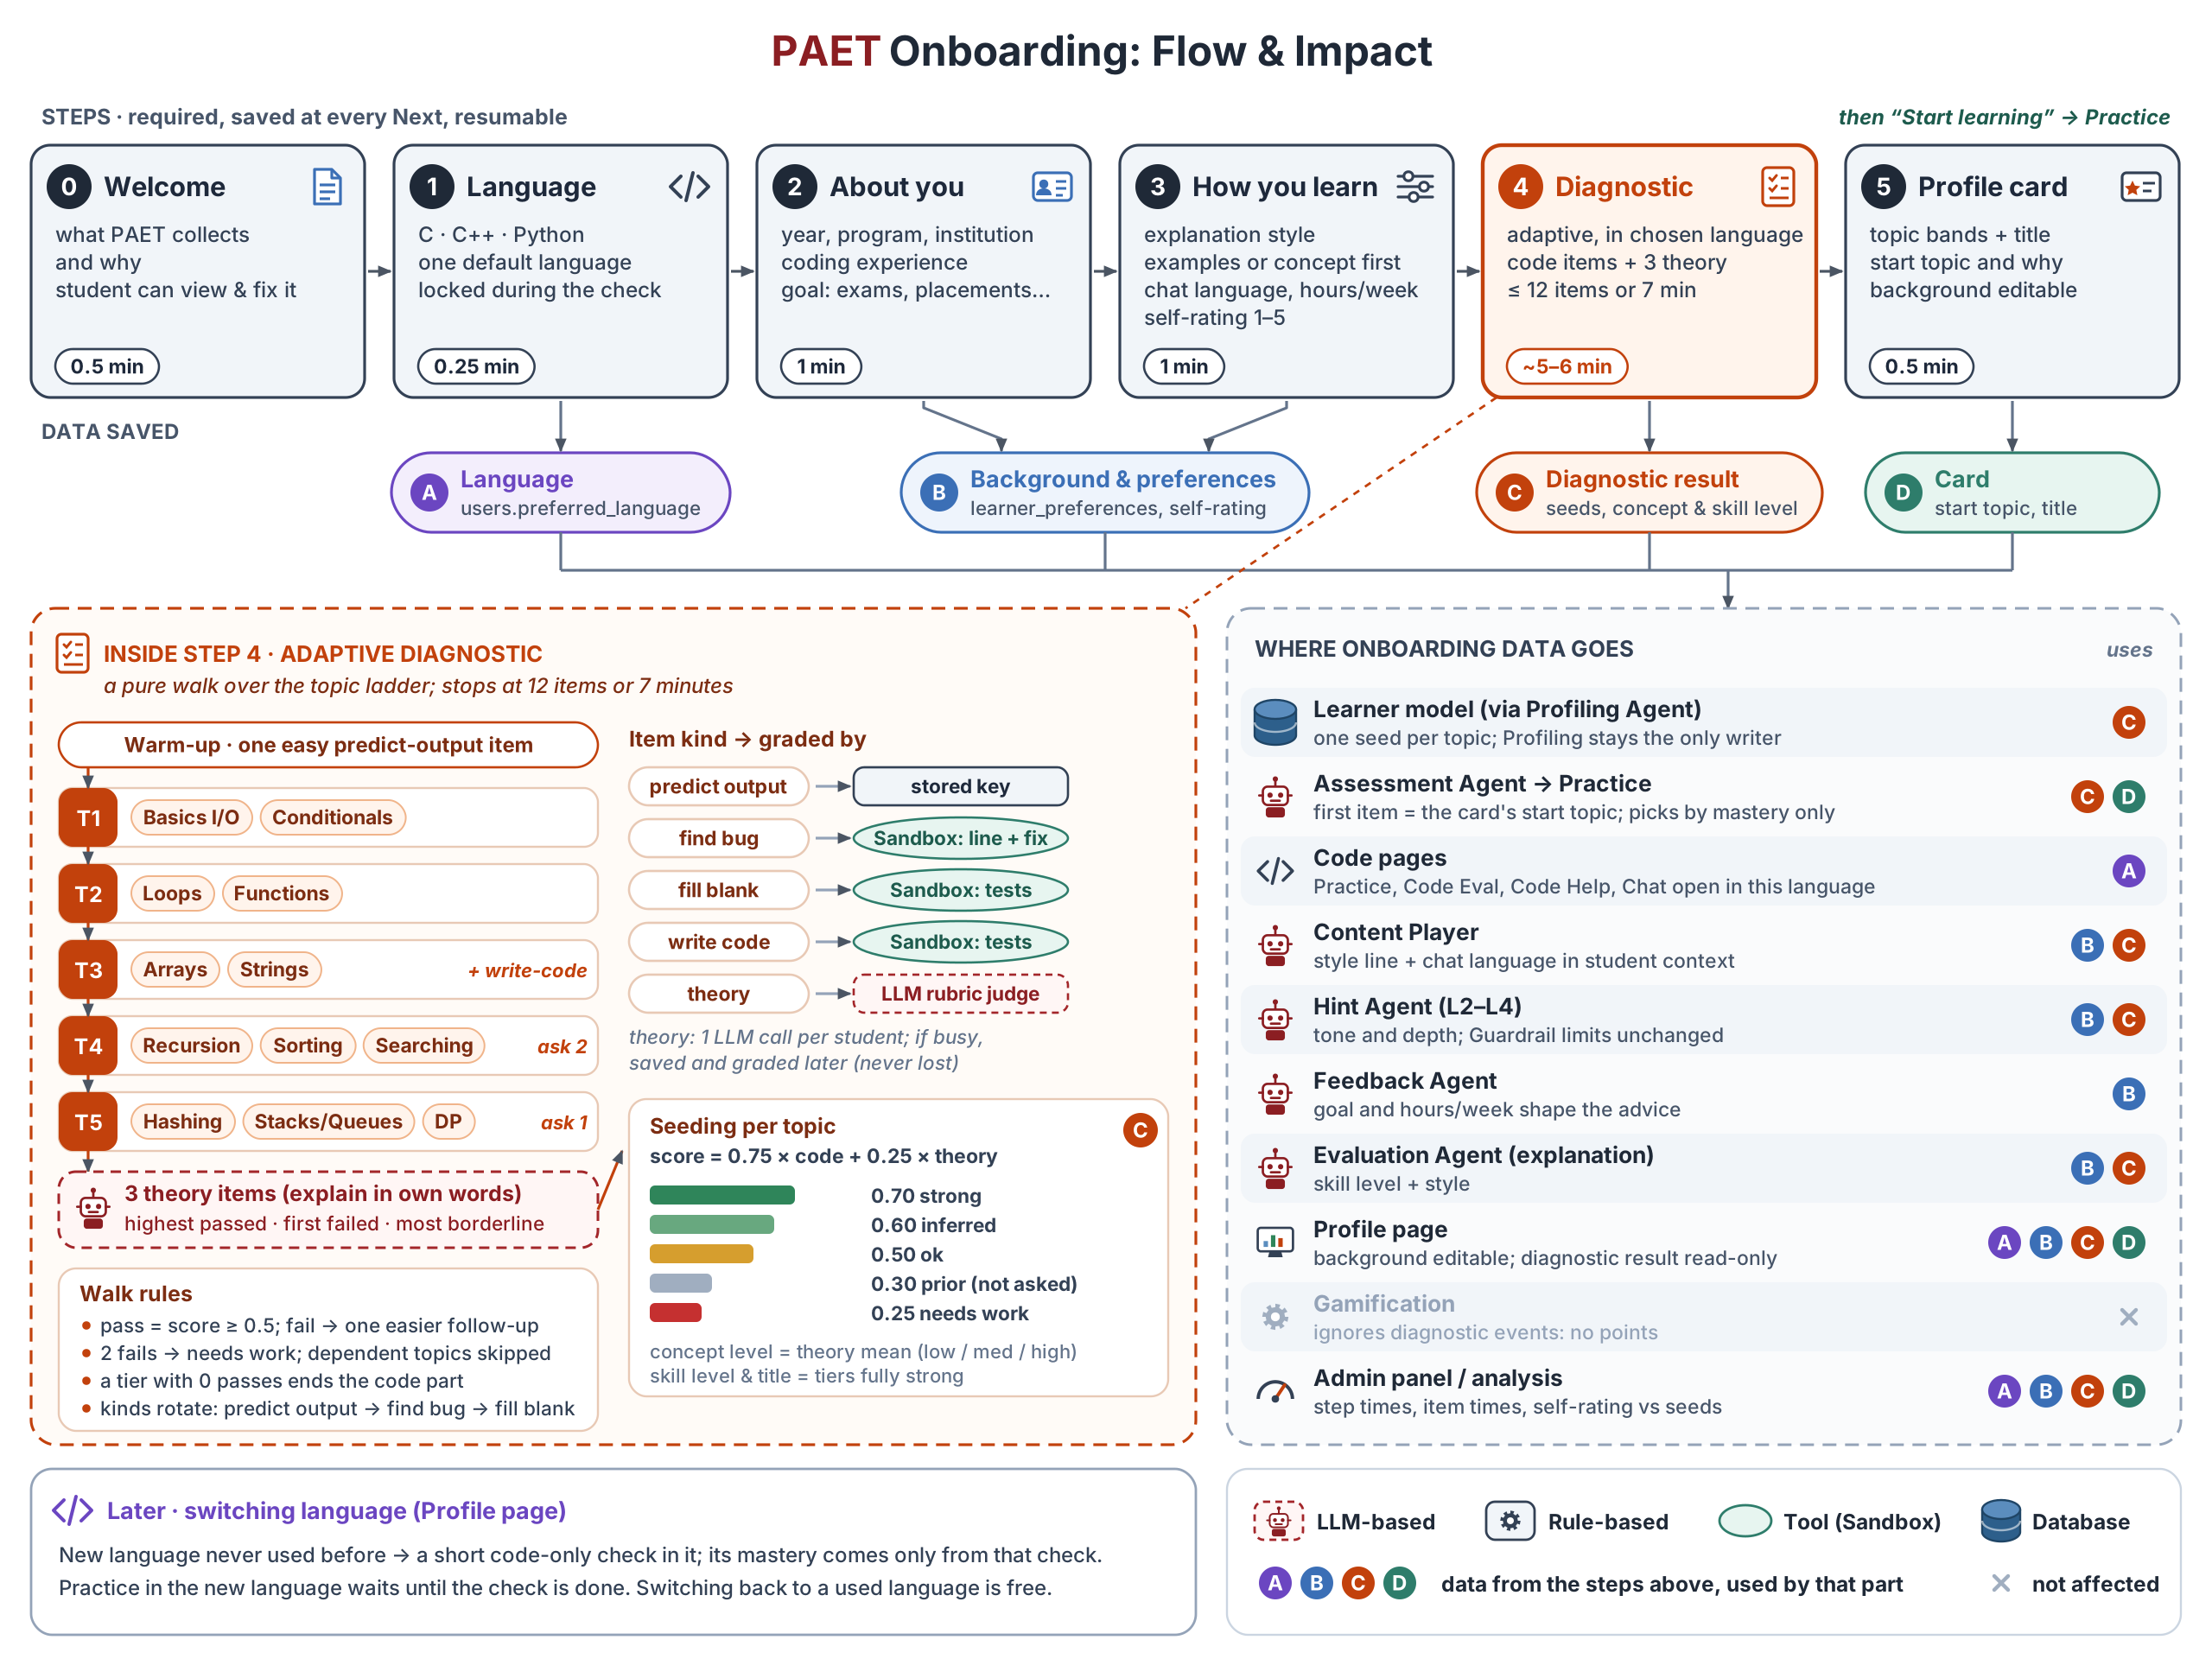 PAET Onboarding: Flow & Impact
STEPS · required, saved at every Next, resumable
then “Start learning” → Practice
0 Welcome
what PAET collects
and why
student can view & fix it
0.5 min
1 Language
C · C++ · Python
one default language
locked during the check
0.25 min
2 About you
year, program, institution
coding experience
goal: exams, placements...
1 min
3 How you learn
explanation style
examples or concept first
chat language, hours/week
self-rating 1–5
1 min
4 Diagnostic
adaptive, in chosen language
code items + 3 theory
≤ 12 items or 7 min
~5–6 min
5 Profile card
topic bands + title
start topic and why
background editable
0.5 min
DATA SAVED
A Language
users.preferred_language
B Background & preferences
learner_preferences, self-rating
C Diagnostic result
seeds, concept & skill level
D Card
start topic, title
INSIDE STEP 4 · ADAPTIVE DIAGNOSTIC
a pure walk over the topic ladder; stops at 12 items or 7 minutes
Warm-up · one easy predict-output item
T1 Basics I/O Conditionals
T2 Loops Functions
T3 Arrays Strings + write-code
T4 Recursion Sorting Searching ask 2
T5 Hashing Stacks/Queues DP ask 1
3 theory items (explain in own words)
highest passed · first failed · most borderline
Walk rules
• pass = score ≥ 0.5; fail → one easier follow-up
• 2 fails → needs work; dependent topics skipped
• a tier with 0 passes ends the code part
• kinds rotate: predict output → find bug → fill blank
Item kind → graded by
predict output stored key
find bug Sandbox: line + fix
fill blank Sandbox: tests
write code Sandbox: tests
theory LLM rubric judge
theory: 1 LLM call per student; if busy,
saved and graded later (never lost)
Seeding per topic C
score = 0.75 × code + 0.25 × theory
0.70 strong
0.60 inferred
0.50 ok
0.30 prior (not asked)
0.25 needs work
concept level = theory mean (low / med / high)
skill level & title = tiers fully strong
WHERE ONBOARDING DATA GOES uses
Learner model (via Profiling Agent) C
one seed per topic; Profiling stays the only writer
Assessment Agent → Practice C D
first item = the card's start topic; picks by mastery only
Code pages A
Practice, Code Eval, Code Help, Chat open in this language
Content Player B C
style line + chat language in student context
Hint Agent (L2–L4) B C
tone and depth; Guardrail limits unchanged
Feedback Agent B
goal and hours/week shape the advice
Evaluation Agent (explanation) B C
skill level + style
Profile page A B C D
background editable; diagnostic result read-only
Gamification ×
ignores diagnostic events: no points
Admin panel / analysis A B C D
step times, item times, self-rating vs seeds
</> Later · switching language (Profile page)
New language never used before → a short code-only check in it; its mastery comes only from that check.
Practice in the new language waits until the check is done. Switching back to a used language is free.
LLM-based Rule-based Tool (Sandbox) Database
A B C D data from the steps above, used by that part × not affected